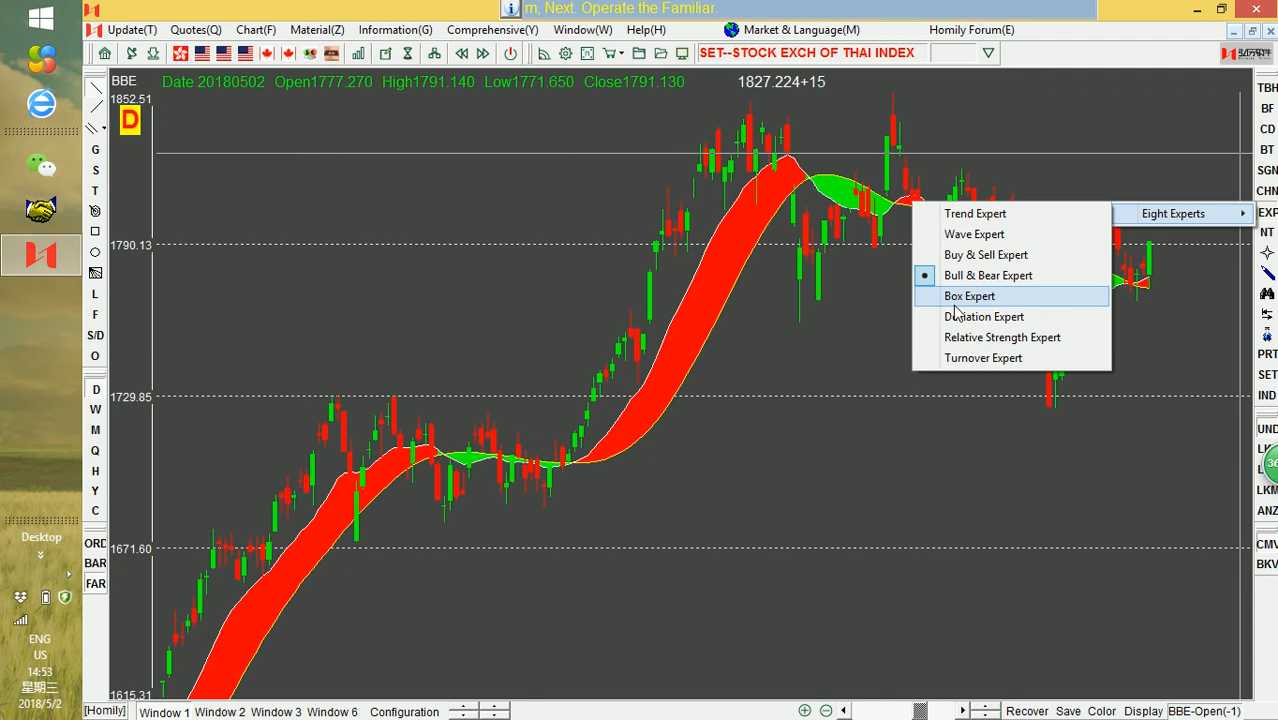 m, Next. Operate the Familiar.
Update(T) Quotes(Q) Chart(F) Material(Z) Information(G) Comprehensive(V) Window(W) Help(H) Market & Language(M) Homily Forum(E)
SET--STOCK EXCH OF THAI INDEX
BBE Date 20180502 Open1777.270 High1791.140 Low1771.650 Close1791.130 1827.224+15
1852.51
D
1790.13
1729.85
1671.60
1615.31
Eight Experts
Trend Expert
Wave Expert
Buy & Sell Expert
Bull & Bear Expert
Box Expert
Relative Strength Expert
Turnover Expert
G
S
T
L
F
S/D
O
D
W
M
Q
H
Y
C
ORD
BAR
FAR
TBH
BF
CD
BT
SGN
CHN
EXP
NT
PRT
SET
IND
UND
LKM
ANZ
CMV
BKV
Desktop
ENG
US
14:53
星期三
2018/5/2
[Homily] Window 1 Window 2 Window 3 Window 6 Configuration Recover Save Color Display BBE-Open(-1)